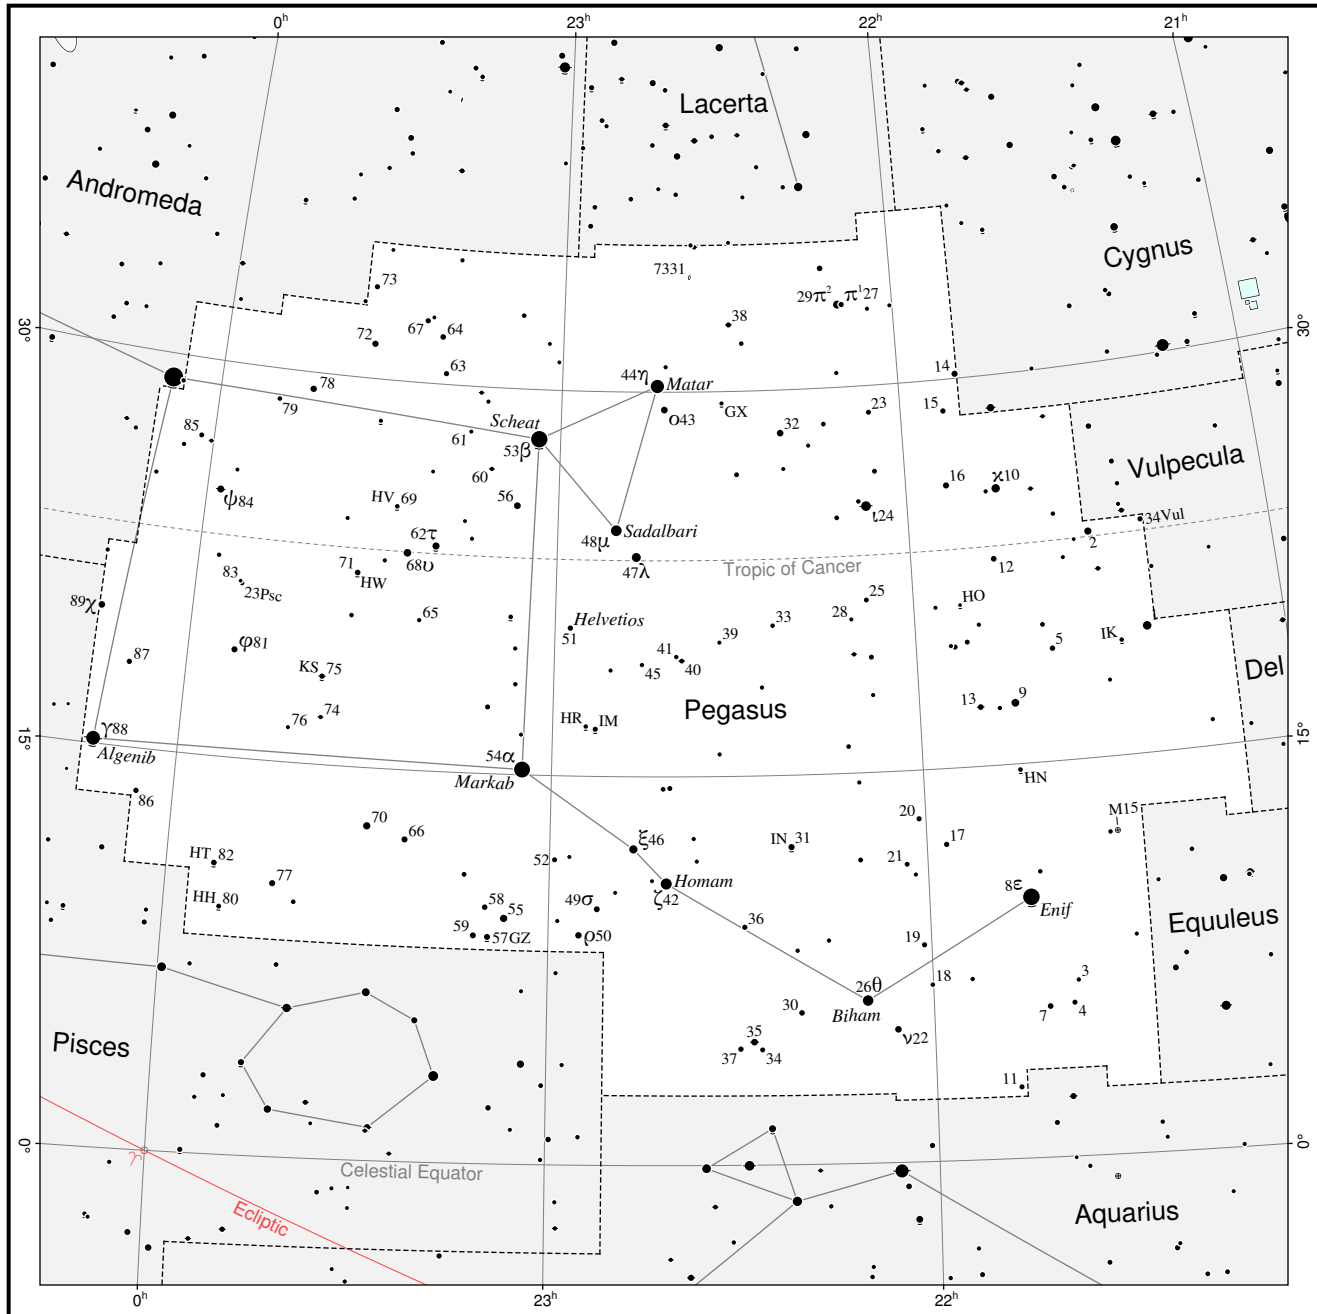 0ʰ 23ʰ 22ʰ 21ʰ
Lacerta
Andromeda
Cygnus
7331
73
29π² π¹27
38
67 64
72
30° 30°
63
14
78
44η Matar
79
GX
23
15
ο43
32
Scheat
85
61
53β
Vulpecula
60
16
ϰ10
ψ84
HV 69
56
ι24
34Vul
62τ
Sadalbari
48μ
2
68υ
71
HW
47λ
Tropic of Cancer
12
83
23Psc
89χ
25
HO
65
Helvetios
51
33
28
39
IK
φ81
41
40
45
5
87
KS 75
Del
Pegasus
13
9
74
76
HR IM
γ88
Algenib
15° 15°
54α
Markab
HN
86
M15
70
66
20
17
ξ46
IN 31
HT 82
52
21
77
Homam
ζ42
8ε
Enif
HH 80
58
55
49σ
Equuleus
59
57GZ
ρ50
36
19
18
3
26θ
Biham
30
7
4
ν22
Pisces
35
37 34
11
0° 0°
♈
Celestial Equator
Ecliptic
Aquarius
0ʰ 23ʰ 22ʰ